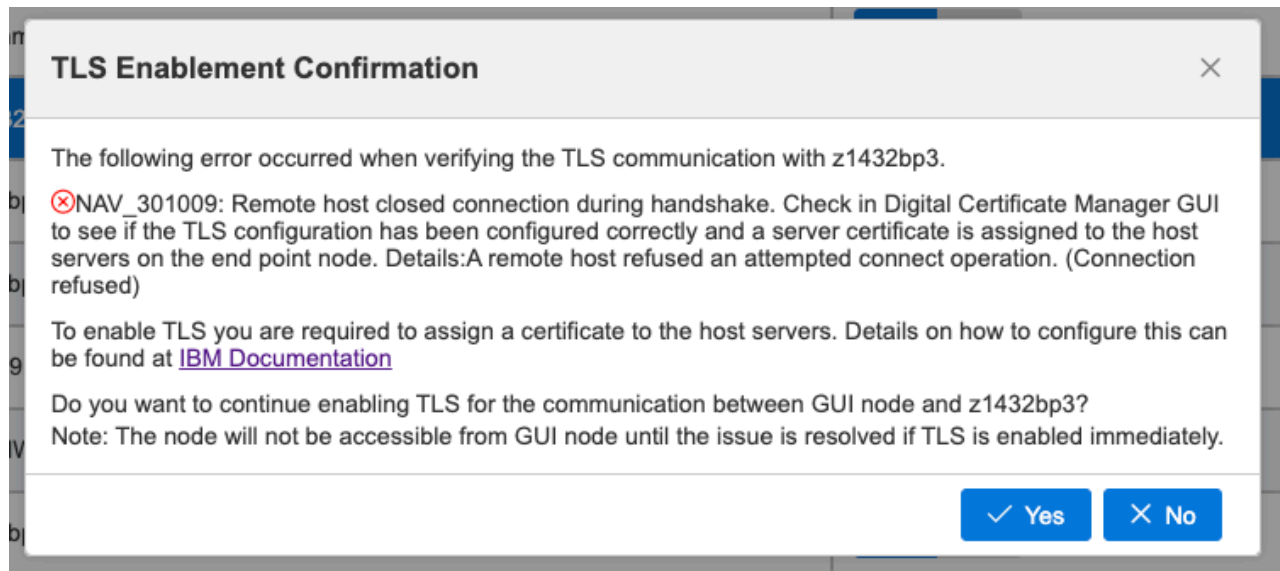 TLS Enablement Confirmation
The following error occurred when verifying the TLS communication with z1432bp3.
NAV_301009: Remote host closed connection during handshake. Check in Digital Certificate Manager GUI
to see if the TLS configuration has been configured correctly and a server certificate is assigned to the host
servers on the end point node. Details:A remote host refused an attempted connect operation. (Connection
refused)
To enable TLS you are required to assign a certificate to the host servers. Details on how to configure this can
be found at IBM Documentation
Do you want to continue enabling TLS for the communication between GUI node and z1432bp3?
Note: The node will not be accessible from GUI node until the issue is resolved if TLS is enabled immediately.
Yes No